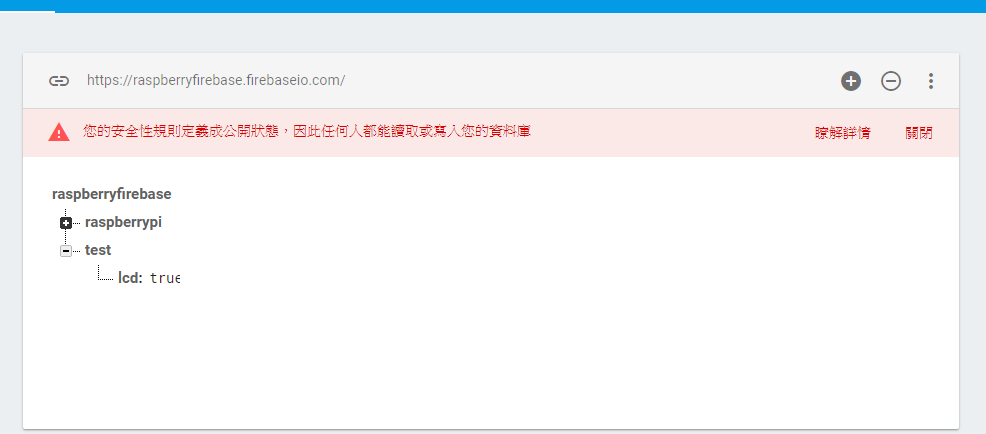 https://raspberryfirebase.firebaseio.com/
您的安全性規則定義成公開狀態，因此任何人都能讀取或寫入您的資料庫 瞭解詳情 關閉
raspberryfirebase
raspberrypi
test
lcd: true